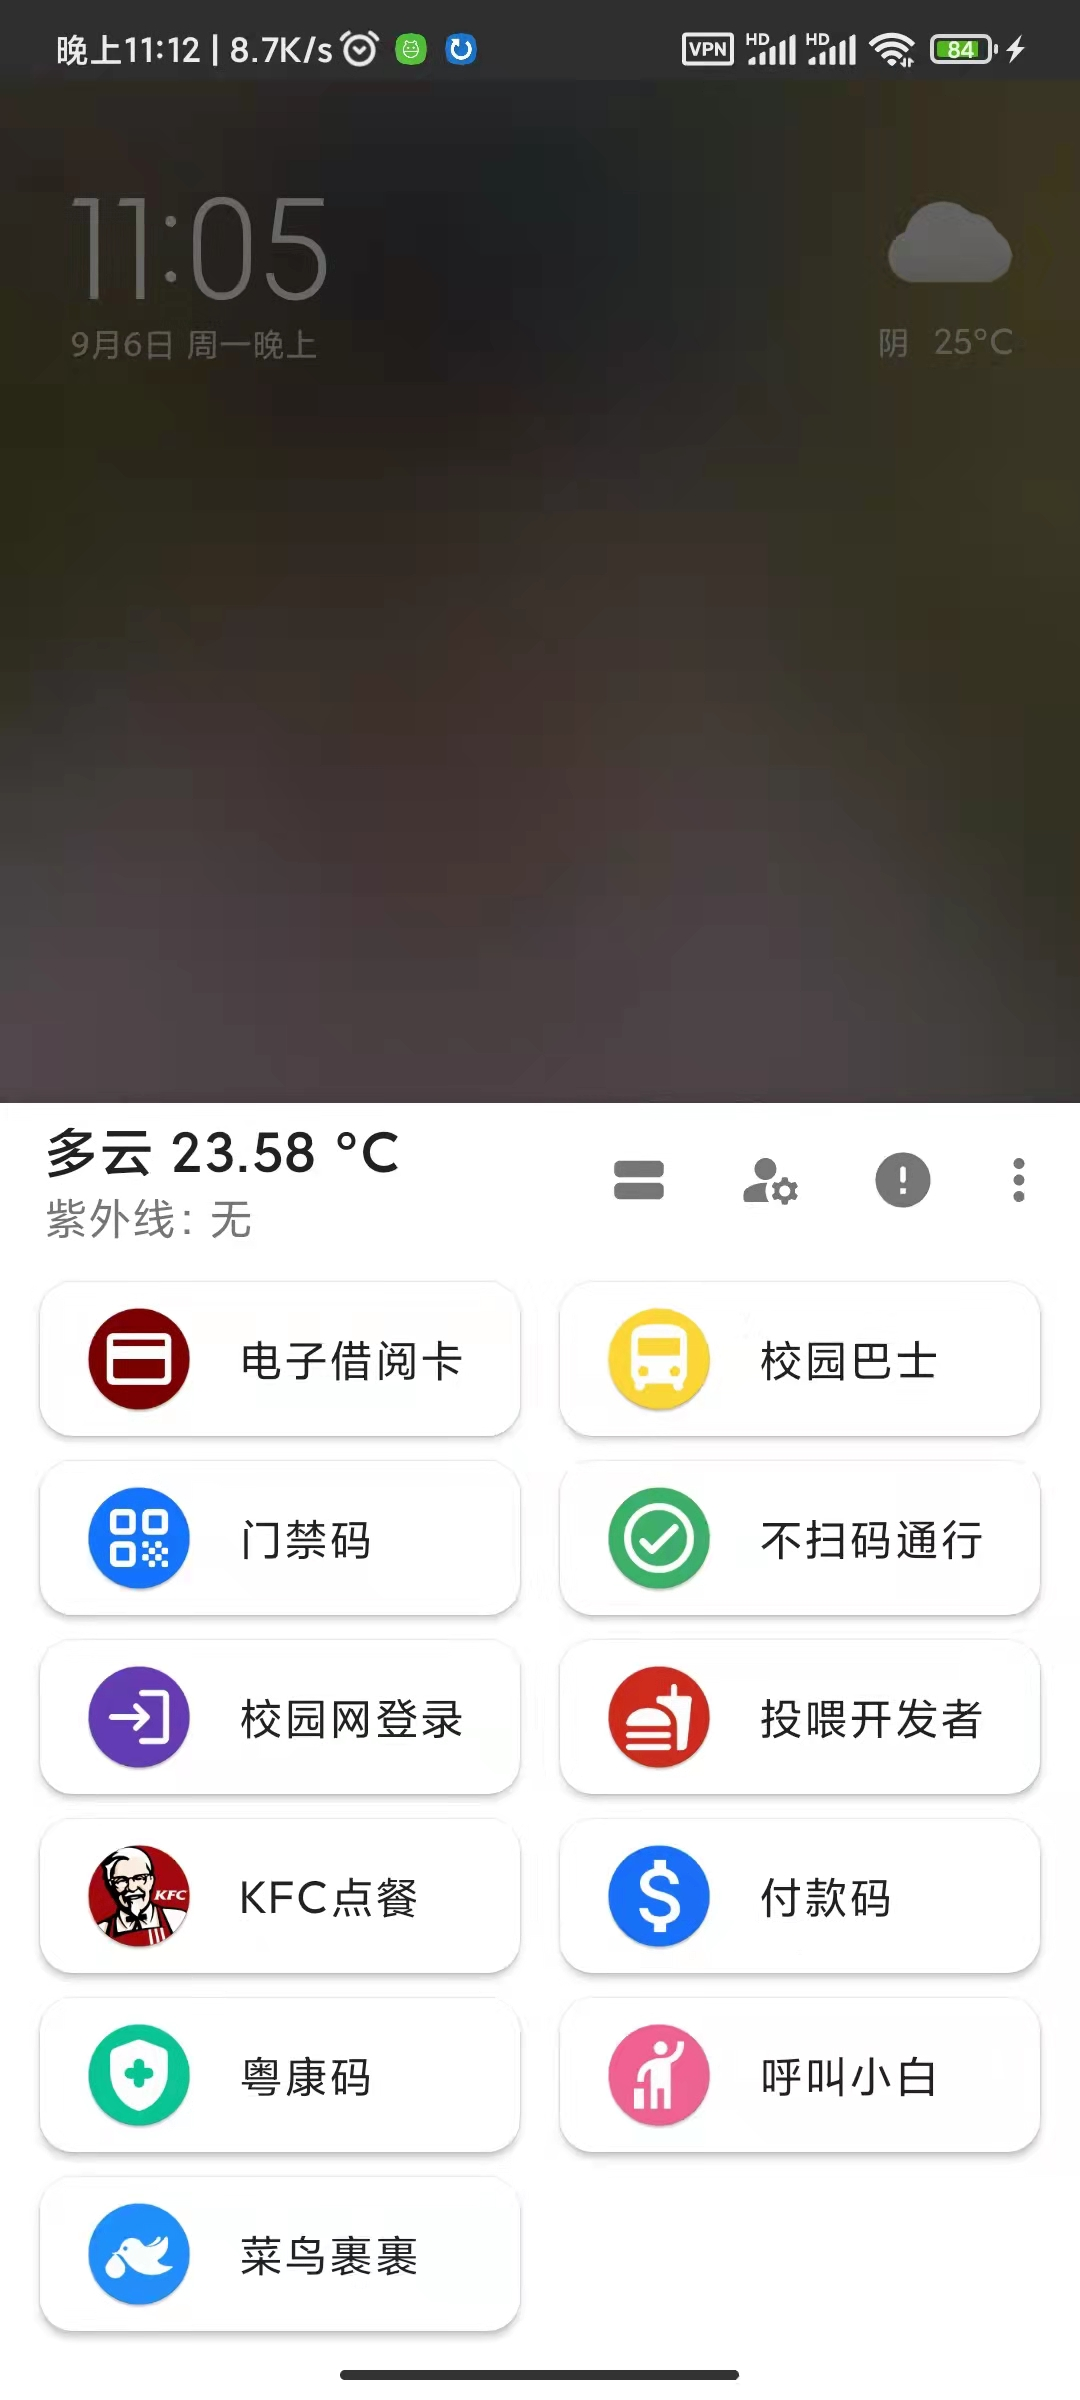 晚上11:12 | 8.7K/s
VPN HD HD 84
11:05
9月6日 周一晚上
阴 25°C
多云 23.58 °C
紫外线: 无
电子借阅卡
校园巴士
门禁码
不扫码通行
校园网登录
投喂开发者
KFC
KFC点餐
付款码
粤康码
呼叫小白
菜鸟裹裹